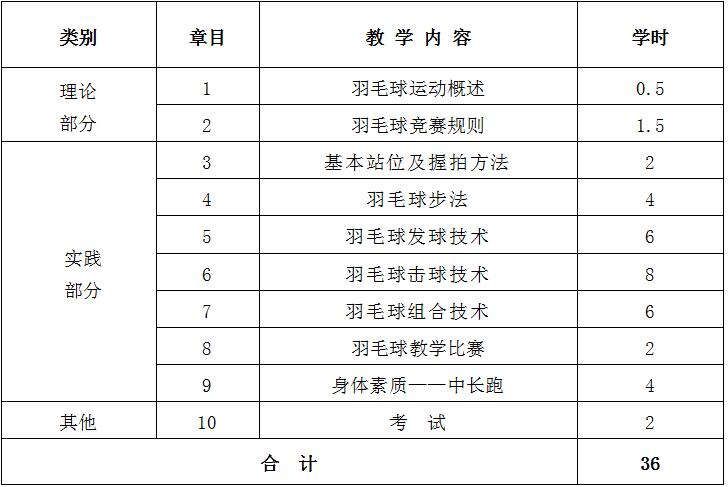 类别 章目 教 学 内 容 学时
理论部分 1 羽毛球运动概述 0.5
2 羽毛球竞赛规则 1.5
实践部分 3 基本站位及握拍方法 2
4 羽毛球步法 4
5 羽毛球发球技术 6
6 羽毛球击球技术 8
7 羽毛球组合技术 6
8 羽毛球教学比赛 2
9 身体素质——中长跑 4
其他 10 考 试 2
合 计 36